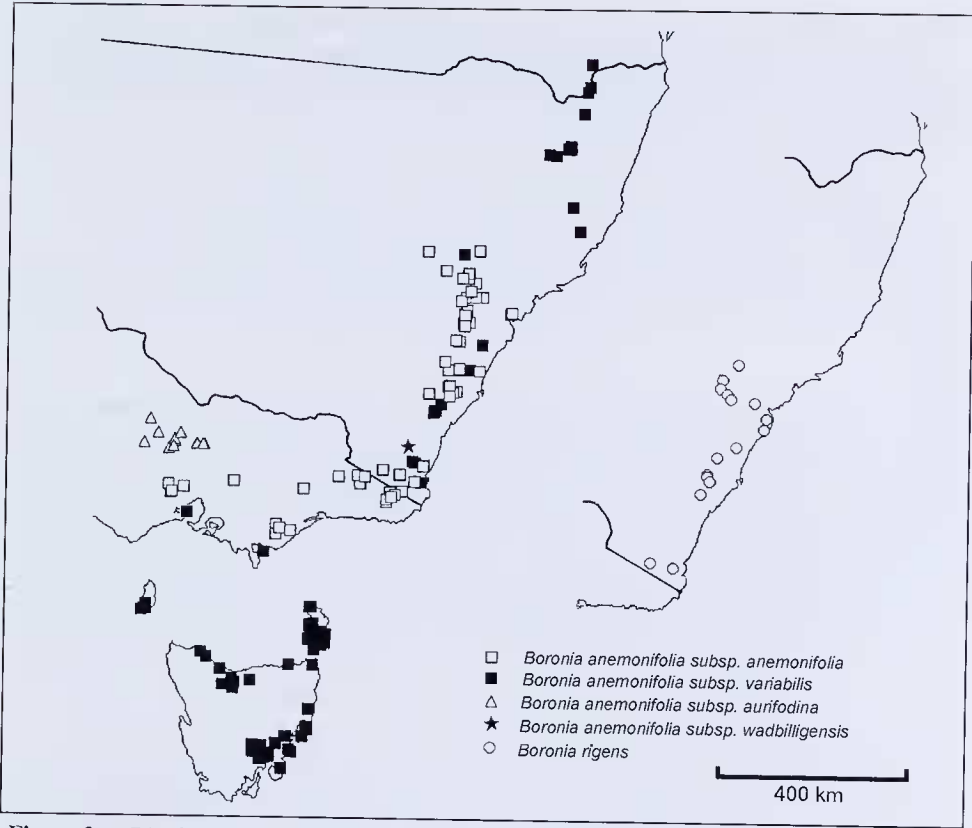 Boronia anemonifolia subsp. anemonifolia
Boronia anemonifolia subsp. variabilis
Boronia anemonifolia subsp. aurifodina
Boronia anemonifolia subsp. wadbilligensis
Boronia rigens
400 km